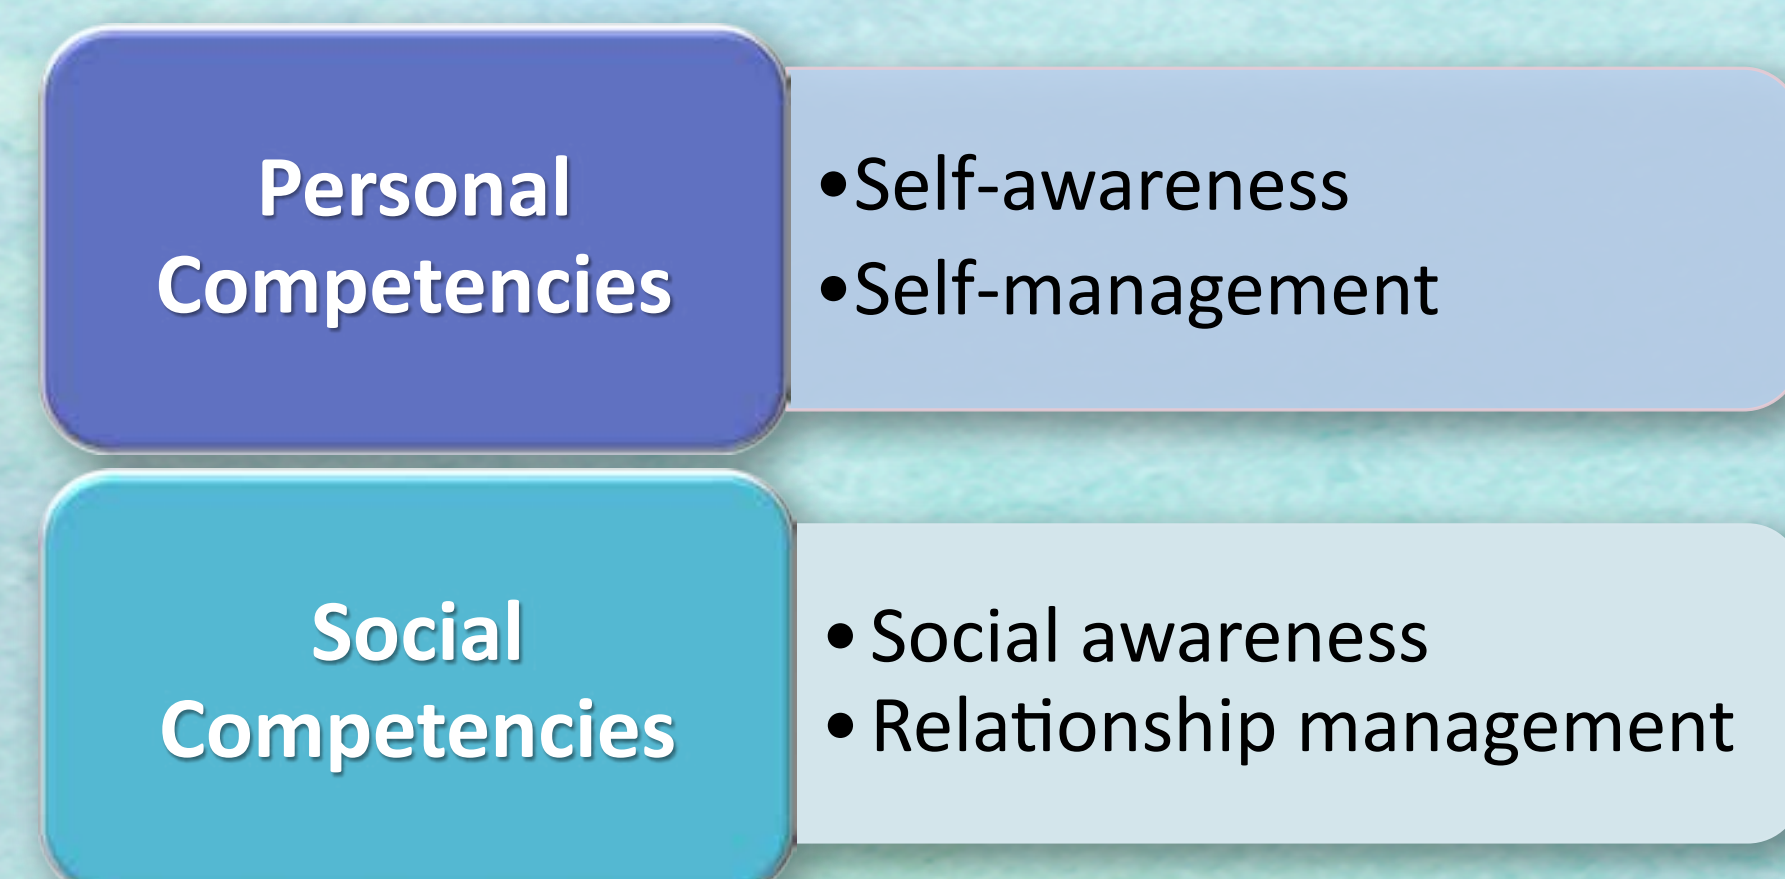 Personal
Competencies
•Self-awareness
•Self-management
Social
Competencies
• Social awareness
• Relationship management